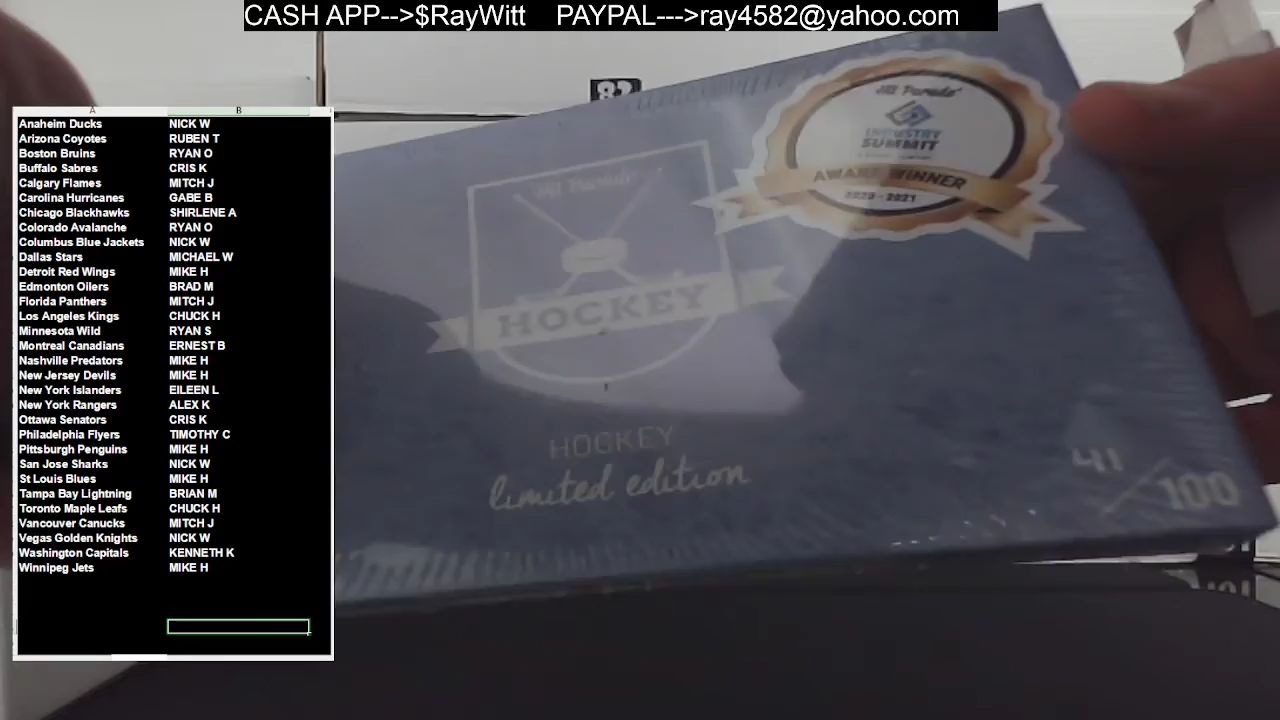 CASH APP-->$RayWitt PAYPAL--->ray4582@yahoo.com
A B
Anaheim Ducks NICK W
Arizona Coyotes RUBEN T
Boston Bruins RYAN O
Buffalo Sabres CRIS K
Calgary Flames MITCH J
Carolina Hurricanes GABE B
Chicago Blackhawks SHIRLENE A
Colorado Avalanche RYAN O
Columbus Blue Jackets NICK W
Dallas Stars MICHAEL W
Detroit Red Wings MIKE H
Edmonton Oilers BRAD M
Florida Panthers MITCH J
Los Angeles Kings CHUCK H
Minnesota Wild RYAN S
Montreal Canadians ERNEST B
Nashville Predators MIKE H
New Jersey Devils MIKE H
New York Islanders EILEEN L
New York Rangers ALEX K
Ottawa Senators CRIS K
Philadelphia Flyers TIMOTHY C
Pittsburgh Penguins MIKE H
San Jose Sharks NICK W
St Louis Blues MIKE H
Tampa Bay Lightning BRIAN M
Toronto Maple Leafs CHUCK H
Vancouver Canucks MITCH J
Vegas Golden Knights NICK W
Washington Capitals KENNETH K
Winnipeg Jets MIKE H
Hit Parade
INDUSTRY
SUMMIT
AWARD WINNER
2020 - 2021
Hit Parade
HOCKEY
HOCKEY
limited edition
41/100